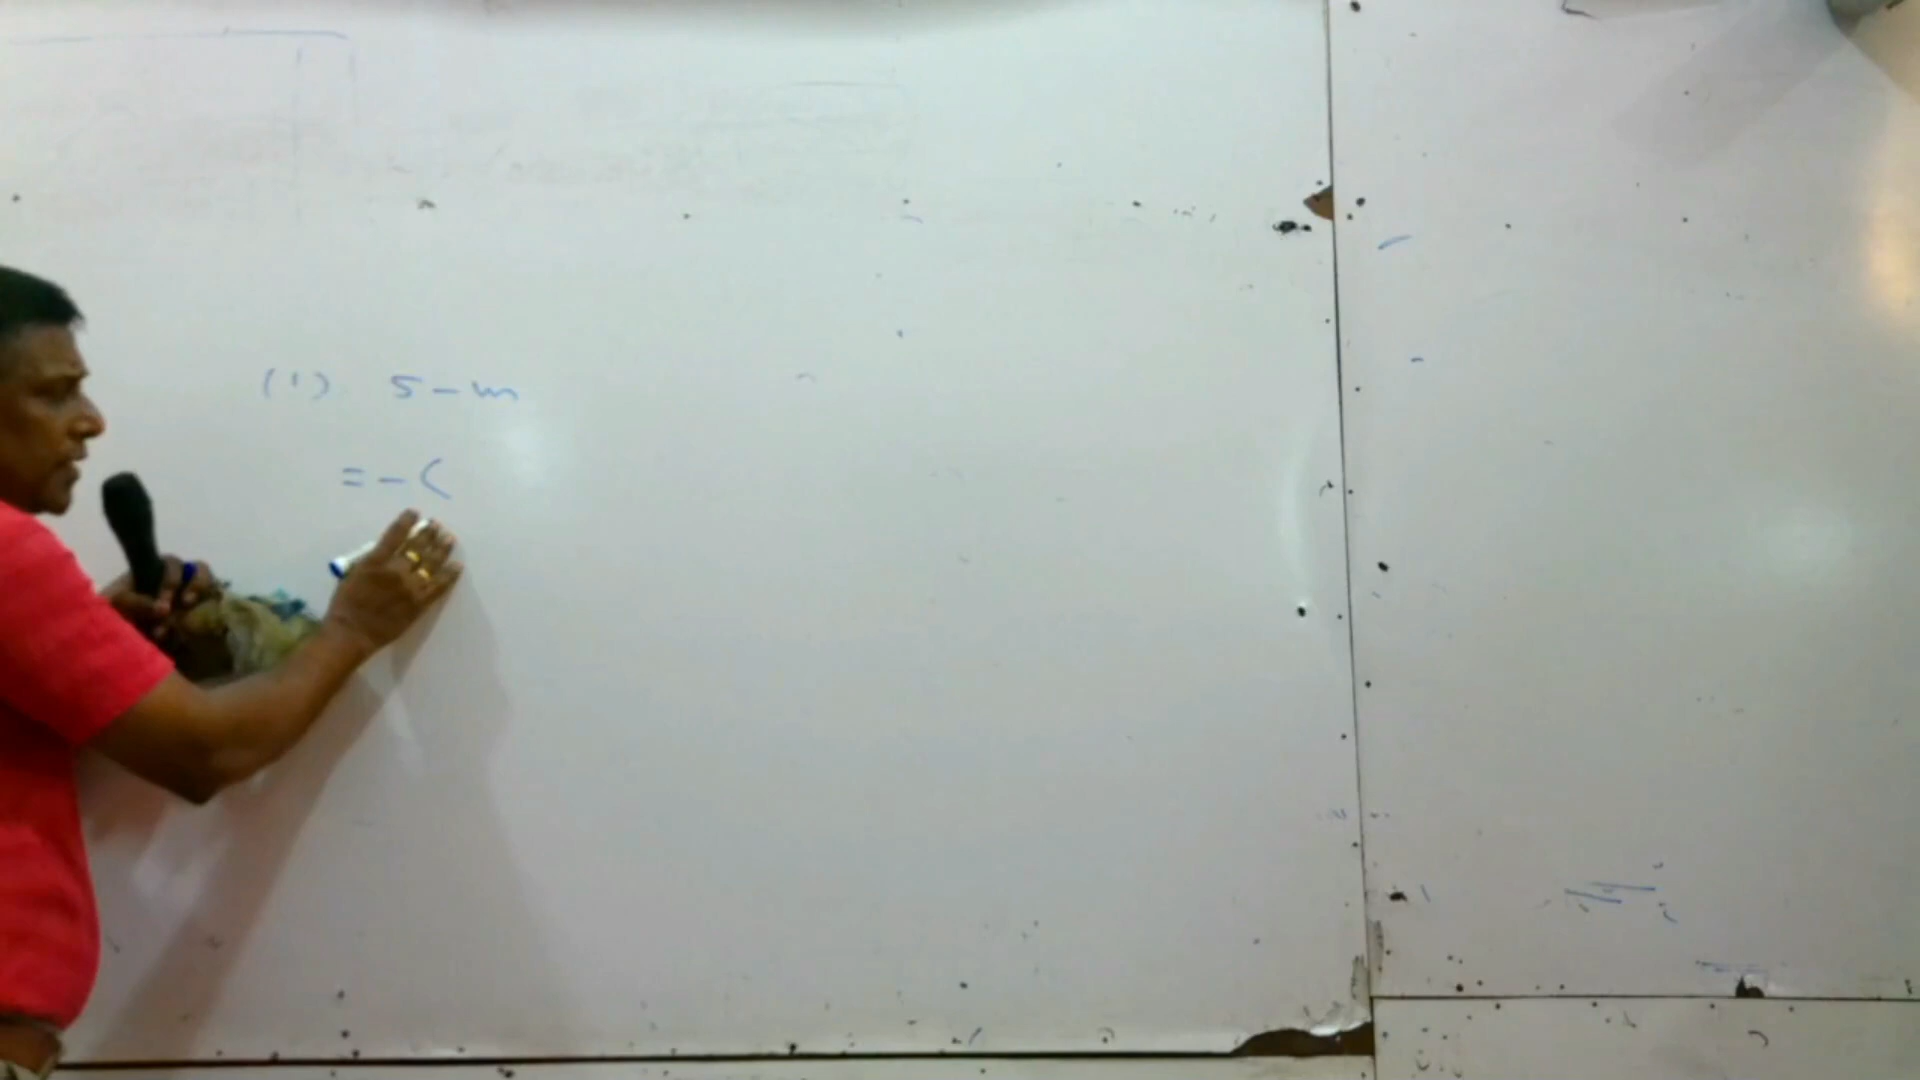 (1) 5-m
= - (